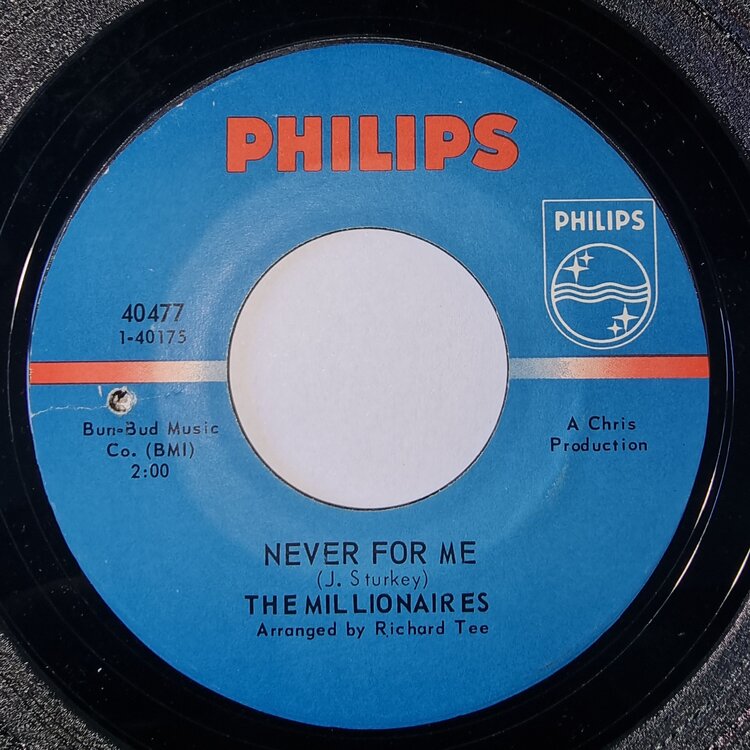 PHILIPS
PHILIPS
40477
1-40175
Bun-Bud Music
Co. (BMI)
2:00
A Chris
Production
NEVER FOR ME
(J. Sturkey)
THE MILLIONAIRES
Arranged by Richard Tee